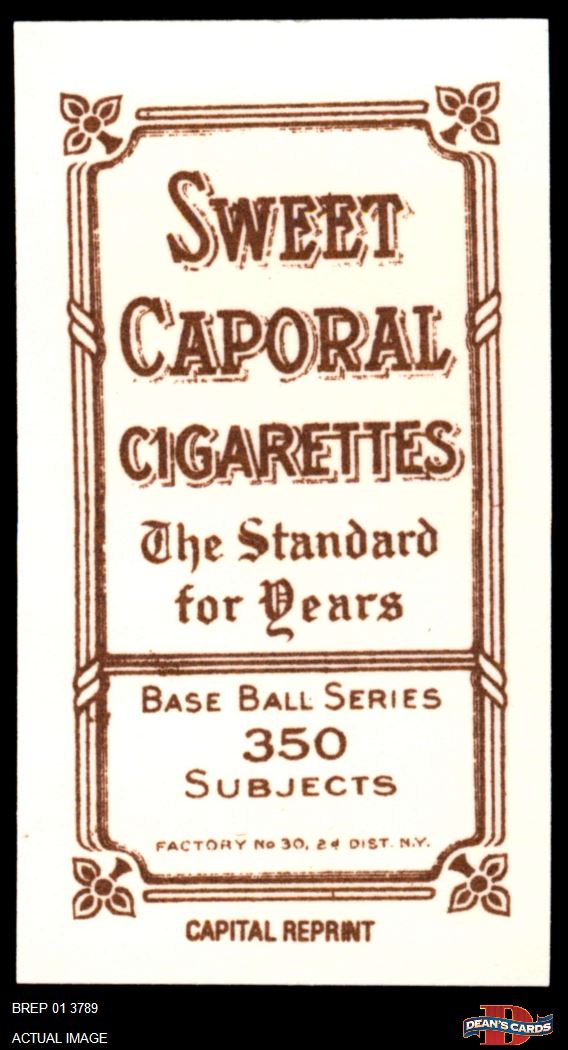 SWEET
CAPORAL
CIGARETTES
The Standard
for Years
BASE BALL SERIES
350
SUBJECTS
FACTORY No 30, 2d DIST. N.Y.
CAPITAL REPRINT
BREP 01 3789
ACTUAL IMAGE
D
DEAN'S CARDS